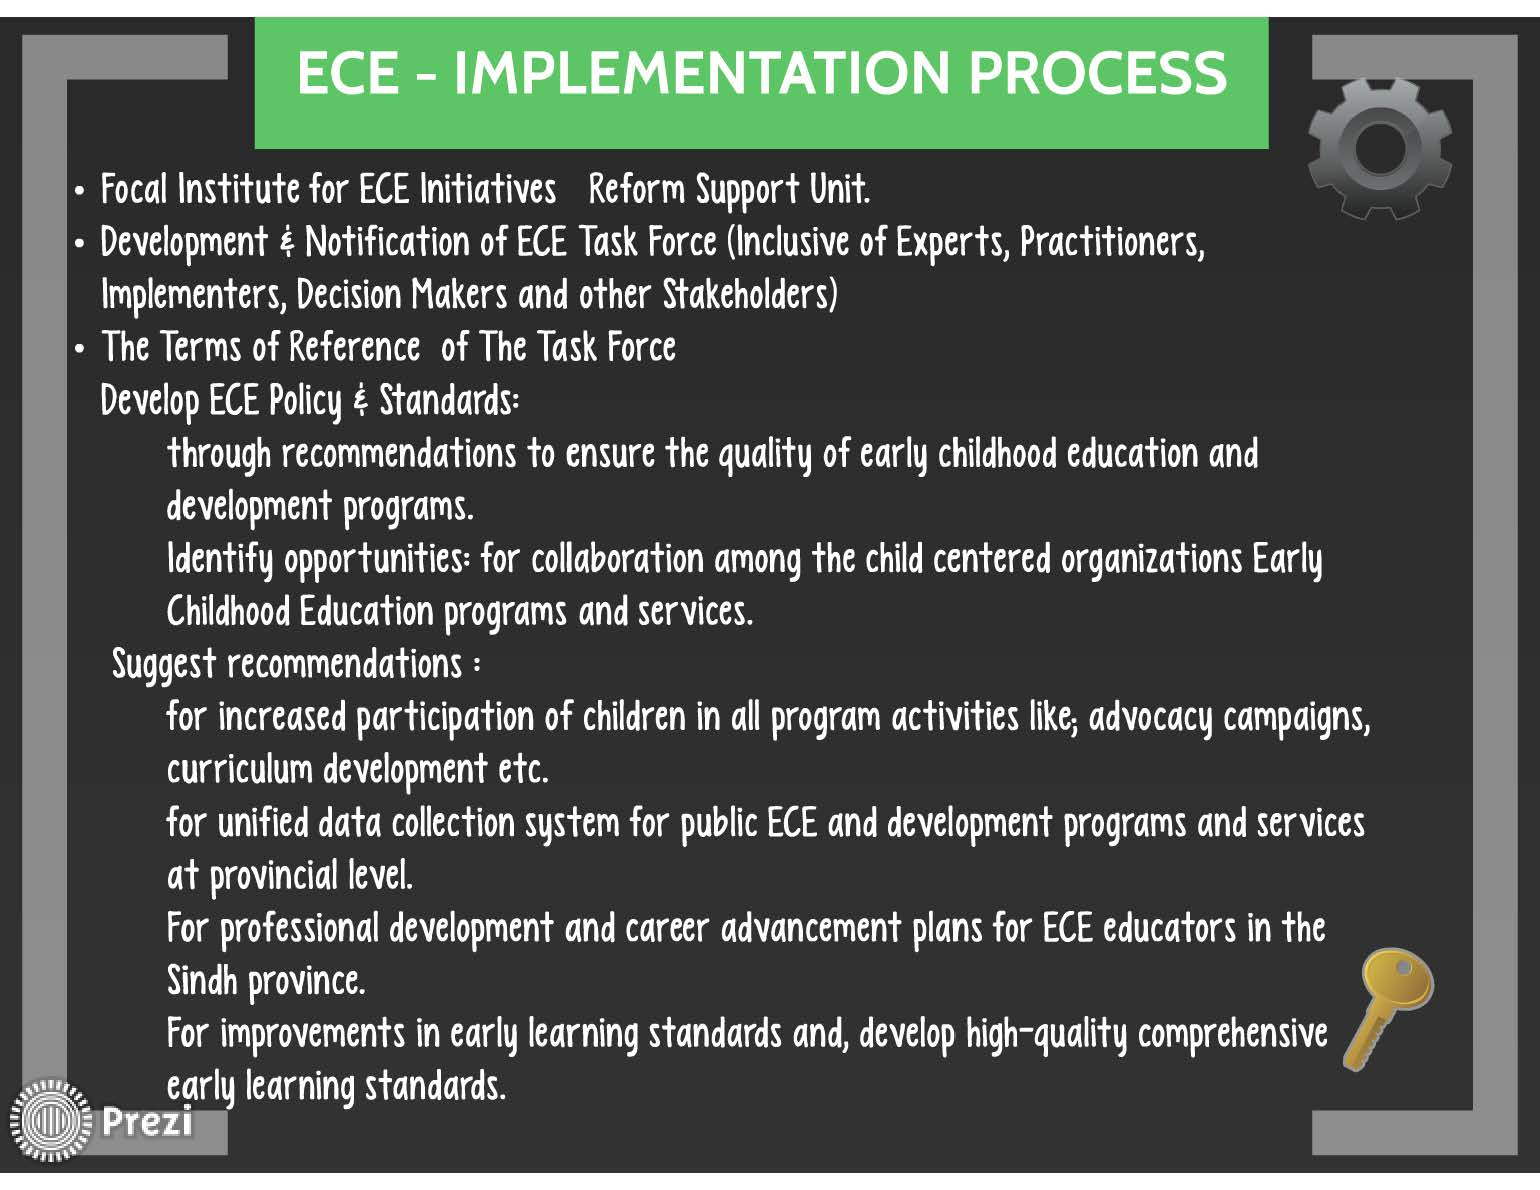 ECE - IMPLEMENTATION PROCESS
• Focal Institute for ECE Initiatives   Reform Support Unit.
• Development & Notification of ECE Task Force (Inclusive of Experts, Practitioners,
Implementers, Decision Makers and other Stakeholders)
• The Terms of Reference  of The Task Force
Develop ECE Policy & Standards:
through recommendations to ensure the quality of early childhood education and
development programs.
Identify opportunities: for collaboration among the child centered organizations Early
Childhood Education programs and services.
Suggest recommendations :
for increased participation of children in all program activities like; advocacy campaigns,
curriculum development etc.
for unified data collection system for public ECE and development programs and services
at provincial level.
For professional development and career advancement plans for ECE educators in the
Sindh province.
For improvements in early learning standards and, develop high-quality comprehensive
early learning standards.
Prezi